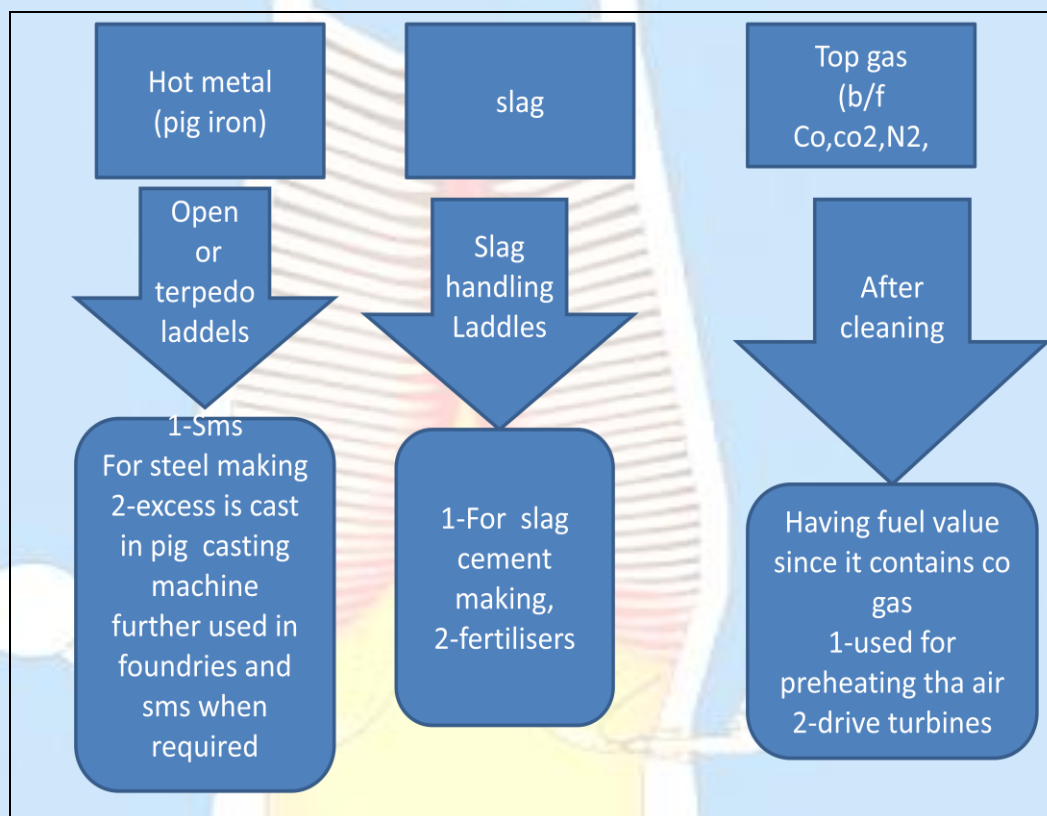 Hot metal
(pig iron)
slag
Top gas
(b/f
Co,co2,N2,
Open
or
terpedo
laddels
Slag
handling
Laddles
After
cleaning
1-Sms
For steel making
2-excess is cast
in pig casting
machine
further used in
foundries and
sms when
required
1-For slag
cement
making,
2-fertilisers
Having fuel value
since it contains co
gas
1-used for
preheating tha air
2-drive turbines